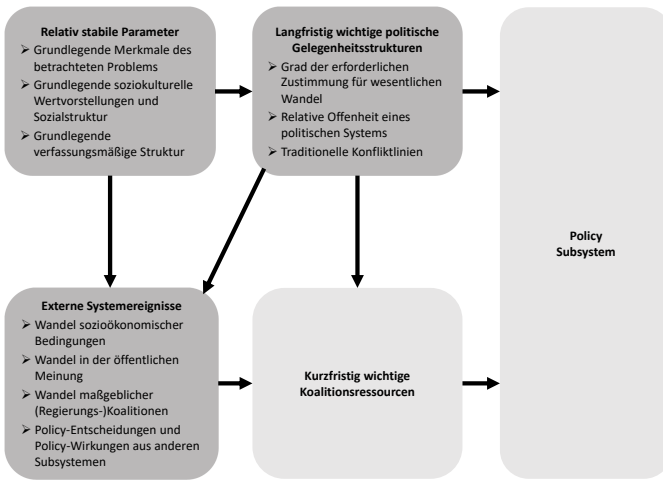 Relativ stabile Parameter
➢ Grundlegende Merkmale des
betrachteten Problems
➢ Grundlegende soziokulturelle
Wertvorstellungen und
Sozialstruktur
➢ Grundlegende
verfassungsmäßige Struktur
Langfristig wichtige politische
Gelegenheitsstrukturen
➢ Grad der erforderlichen
Zustimmung für wesentlichen
Wandel
➢ Relative Offenheit eines
politischen Systems
➢ Traditionelle Konfliktlinien
Policy
Subsystem
Externe Systemereignisse
➢ Wandel sozioökonomischer
Bedingungen
➢ Wandel in der öffentlichen
Meinung
➢ Wandel maßgeblicher
(Regierungs-)Koalitionen
➢ Policy-Entscheidungen und
Policy-Wirkungen aus anderen
Subsystemen
Kurzfristig wichtige
Koalitionsressourcen